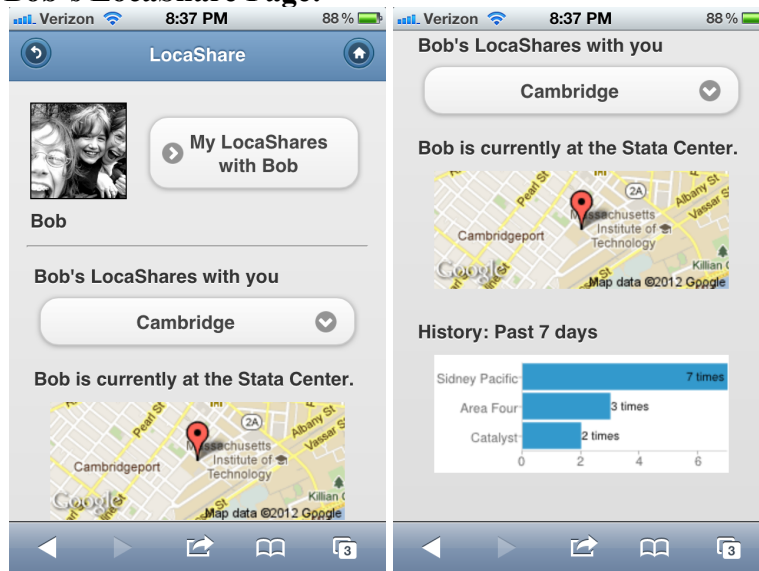 Bob's LocaShare Page:
Verizon 8:37 PM 88 %
LocaShare
My LocaShares
with Bob
Bob
Bob's LocaShares with you
Cambridge
Bob is currently at the Stata Center.
Pearl St
2A
Albany St
Vassar S
Massachusetts
Institute of
Technology
Cambridgeport
Killian (
Google
Map data ©2012 Google
3
Verizon 8:37 PM 88 %
Bob's LocaShares with you
Cambridge
Bob is currently at the Stata Center.
Pearl St
2A
Albany St
Vassar S
Massachusetts
Institute of
Technology
Cambridgeport
Killian (
Google
Map data ©2012 Google
History: Past 7 days
Sidney Pacific 7 times
Area Four 3 times
Catalyst 2 times
0 2 4 6
3